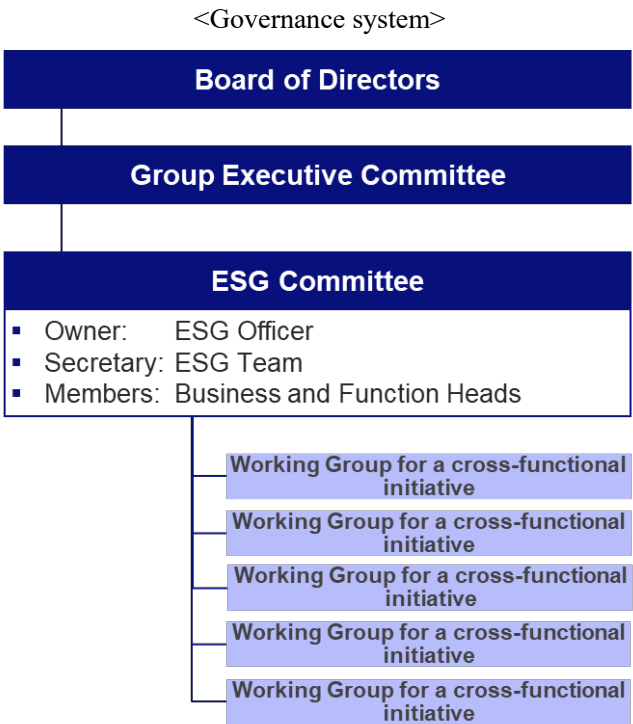 <Governance system>
Board of Directors
Group Executive Committee
ESG Committee
▪ Owner: ESG Officer
▪ Secretary: ESG Team
▪ Members: Business and Function Heads
Working Group for a cross-functional
initiative
Working Group for a cross-functional
initiative
Working Group for a cross-functional
initiative
Working Group for a cross-functional
initiative
Working Group for a cross-functional
initiative